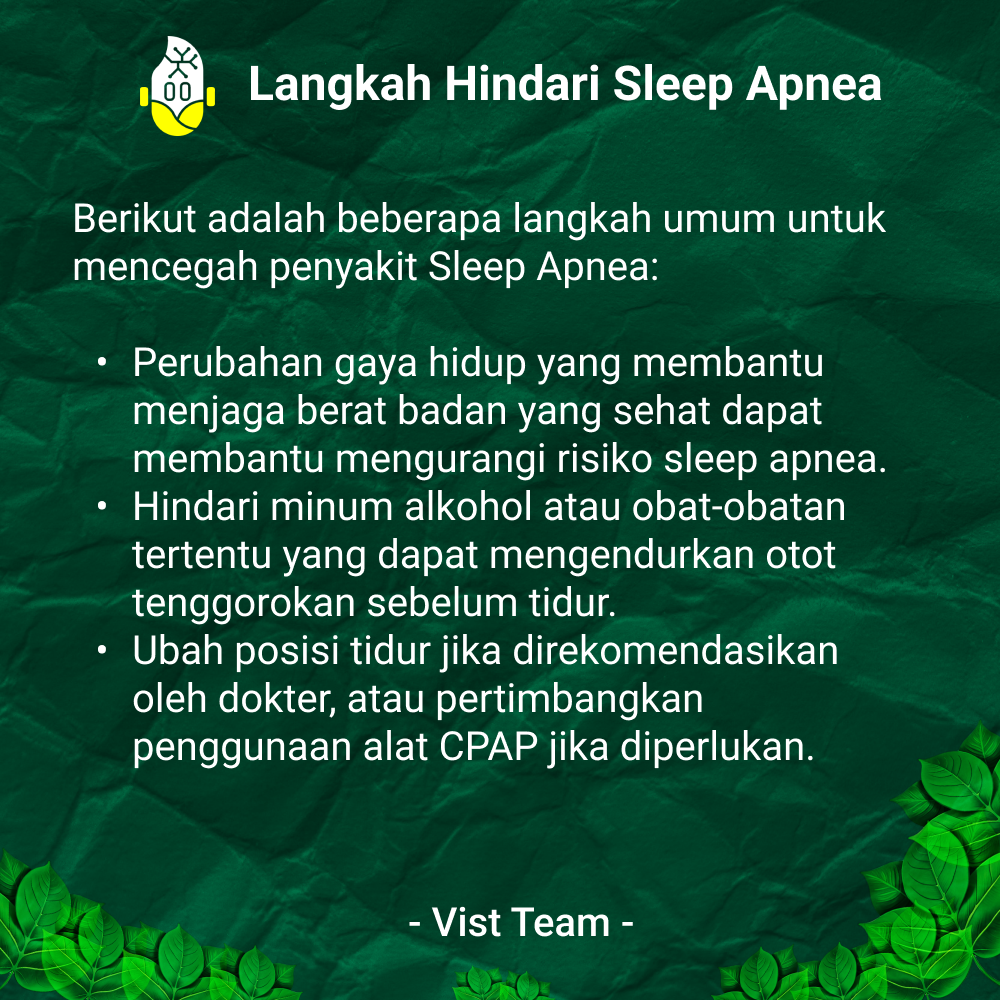 Langkah Hindari Sleep Apnea
Berikut adalah beberapa langkah umum untuk
mencegah penyakit Sleep Apnea:
• Perubahan gaya hidup yang membantu
menjaga berat badan yang sehat dapat
membantu mengurangi risiko sleep apnea.
• Hindari minum alkohol atau obat-obatan
tertentu yang dapat mengendurkan otot
tenggorokan sebelum tidur.
• Ubah posisi tidur jika direkomendasikan
oleh dokter, atau pertimbangkan
penggunaan alat CPAP jika diperlukan.
- Vist Team -